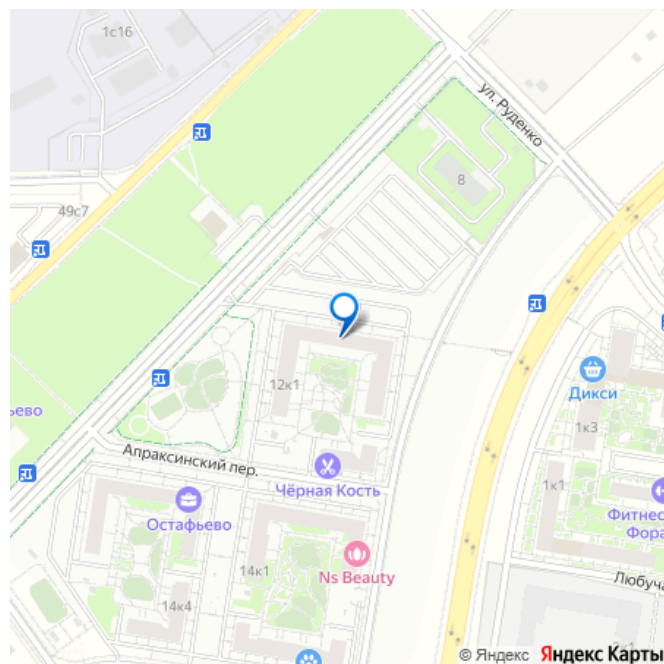 1с16
ул. Руденко
8
49с7
ьево
12к1
Дикси
1к3
Апраксинский пер.
Чёрная Кость
1к1
Остафьево
Фитнес
Фора
14к1
Ns Beauty
Любуча
14к4
© Яндекс Яндекс Карты